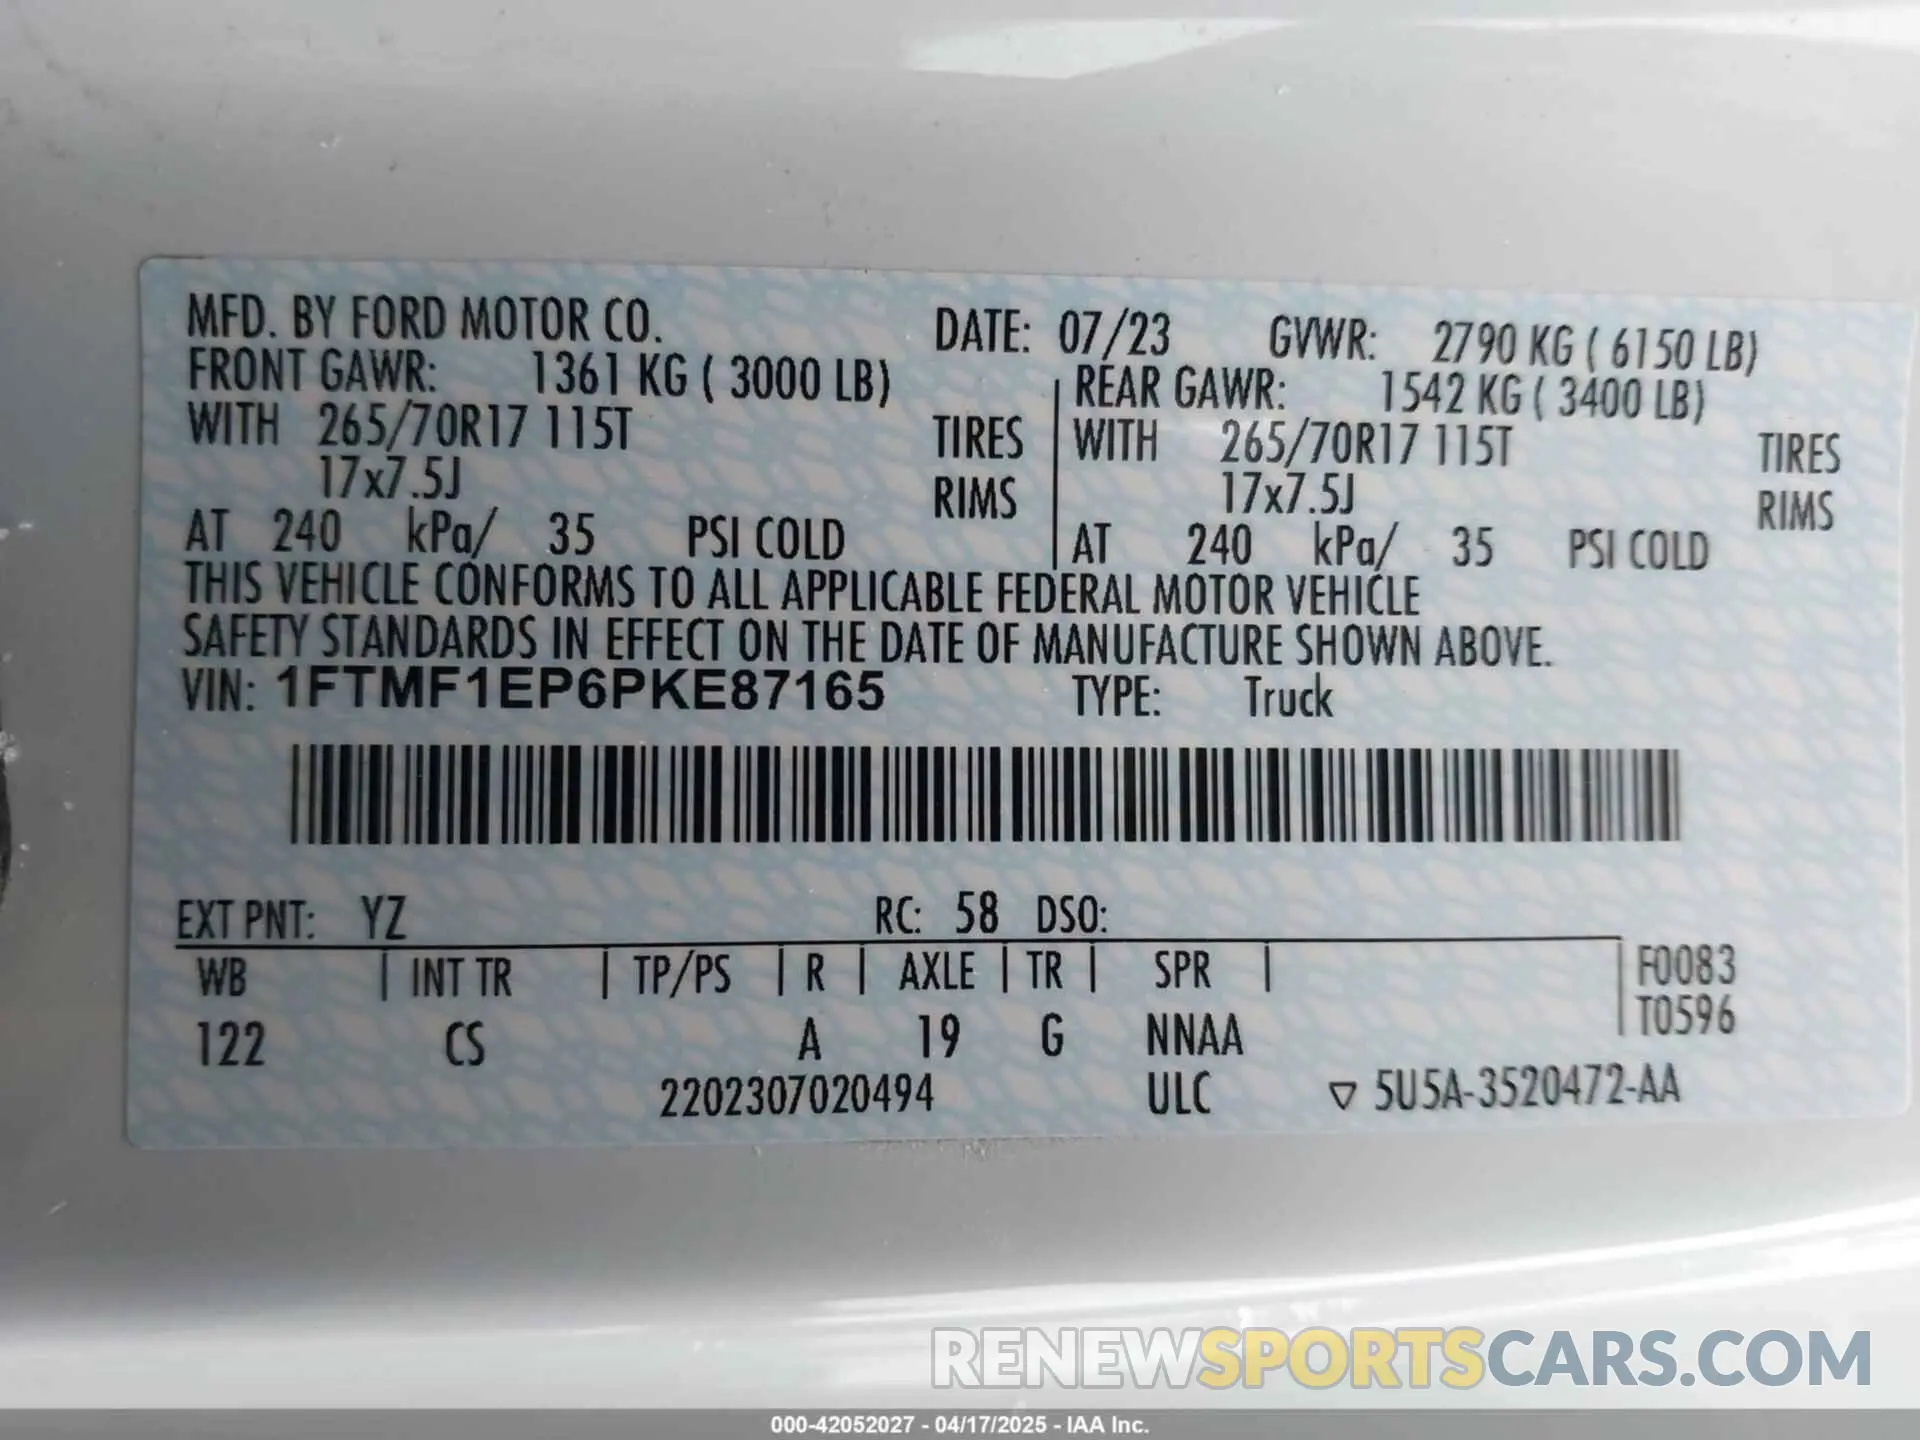 MFD. BY FORD MOTOR CO. DATE: 07/23 GVWR: 2790 KG ( 6150 LB)
FRONT GAWR: 1361 KG ( 3000 LB) REAR GAWR: 1542 KG ( 3400 LB)
WITH 265/70R17 115T TIRES WITH 265/70R17 115T TIRES
17x7.5J RIMS 17x7.5J RIMS
AT 240 kPa/ 35 PSI COLD AT 240 kPa/ 35 PSI COLD
THIS VEHICLE CONFORMS TO ALL APPLICABLE FEDERAL MOTOR VEHICLE
SAFETY STANDARDS IN EFFECT ON THE DATE OF MANUFACTURE SHOWN ABOVE.
VIN: 1FTMF1EP6PKE87165 TYPE: Truck
EXT PNT: YZ RC: 58 DSO:
WB | INT TR | TP/PS | R | AXLE | TR | SPR | F0083
T0596
122 CS A 19 G NNAA
2202307020494 ULC ▽ 5U5A-3520472-AA
RENEWSPORTSCARS.COM
000-42052027 - 04/17/2025 - IAA Inc.